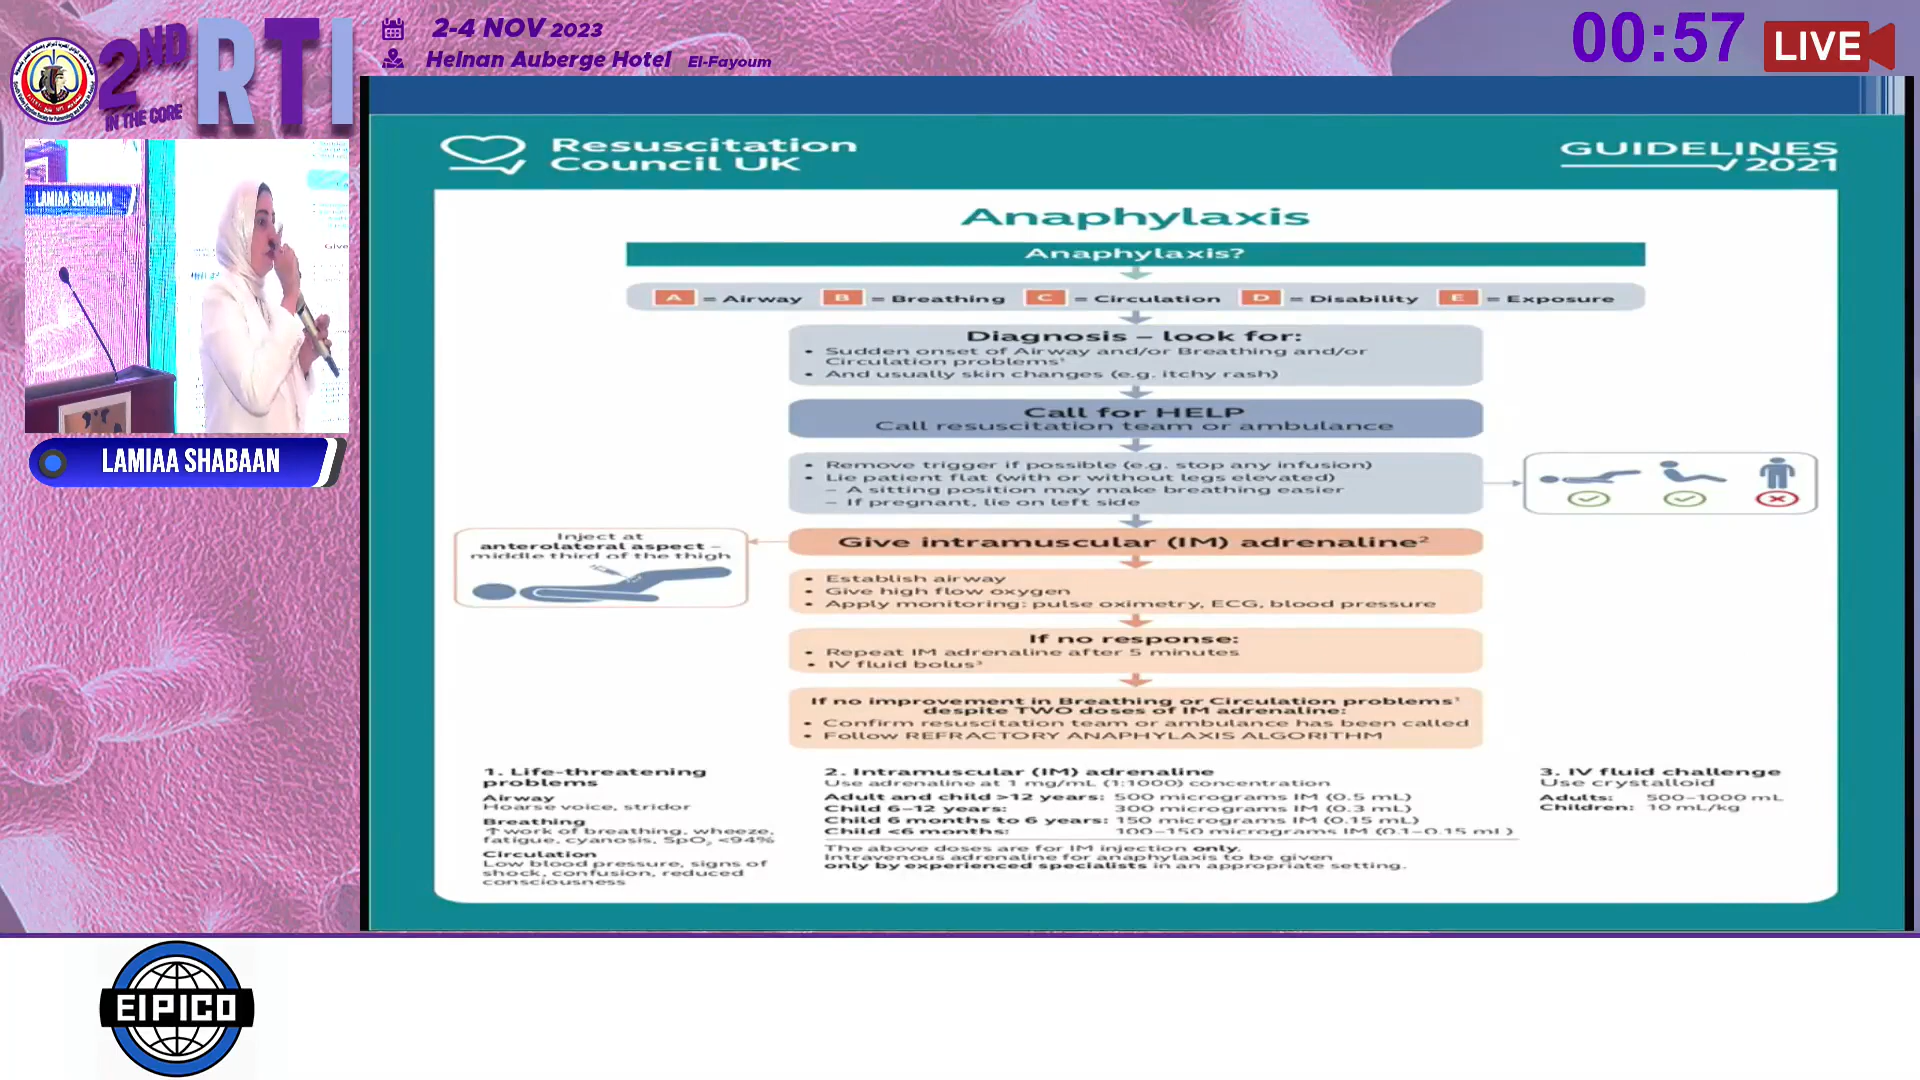 2ND
IN THE CORE
RTI
2-4 NOV 2023
Helnan Auberge Hotel El-Fayoum
00:57
LIVE
LAMIAA SHABAAN
Give
LAMIAA SHABAAN
Resuscitation
Council UK
GUIDELINES
2021
Anaphylaxis
Anaphylaxis?
A = Airway B = Breathing C = Circulation D = Disability E = Exposure
Diagnosis – look for:
• Sudden onset of Airway and/or Breathing and/or
Circulation problems¹
• And usually skin changes (e.g. itchy rash)
Call for HELP
Call resuscitation team or ambulance
• Remove trigger if possible (e.g. stop any infusion)
• Lie patient flat (with or without legs elevated)
– A sitting position may make breathing easier
– If pregnant, lie on left side
Inject at
anterolateral aspect –
middle third of the thigh
Give intramuscular (IM) adrenaline²
• Establish airway
• Give high flow oxygen
• Apply monitoring: pulse oximetry, ECG, blood pressure
If no response:
• Repeat IM adrenaline after 5 minutes
• IV fluid bolus³
If no improvement in Breathing or Circulation problems¹
despite TWO doses of IM adrenaline:
• Confirm resuscitation team or ambulance has been called
• Follow REFRACTORY ANAPHYLAXIS ALGORITHM
1. Life-threatening
problems
Airway
Hoarse voice, stridor
Breathing
↑work of breathing, wheeze,
fatigue, cyanosis, SpO₂ <94%
Circulation
Low blood pressure, signs of
shock, confusion, reduced
consciousness
2. Intramuscular (IM) adrenaline
Use adrenaline at 1 mg/mL (1:1000) concentration
Adult and child >12 years: 500 micrograms IM (0.5 mL)
Child 6–12 years: 300 micrograms IM (0.3 mL)
Child 6 months to 6 years: 150 micrograms IM (0.15 mL)
Child <6 months: 100–150 micrograms IM (0.1–0.15 mL)
The above doses are for IM injection only.
Intravenous adrenaline for anaphylaxis to be given
only by experienced specialists in an appropriate setting.
3. IV fluid challenge
Use crystalloid
Adults: 500–1000 mL
Children: 10 mL/kg
EIPICO